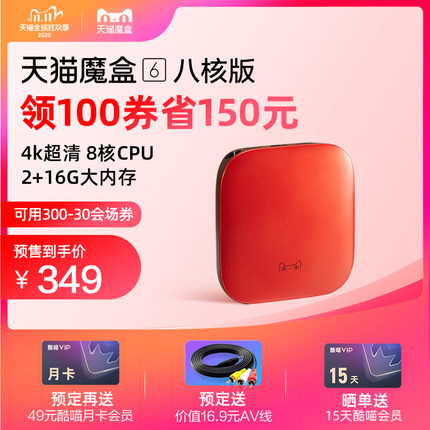 11.11
天猫全球狂欢季
2020
天猫魔盒
天猫魔盒6八核版
领100券省150元
4k超清 8核CPU
2+16G大内存
可用300-30会场券
预售到手价
¥349
酷喵VIP
月卡
酷喵VIP
15天
预定再送
49元酷喵月卡会员
预定送
价值16.9元AV线
晒单送
15天酷喵会员